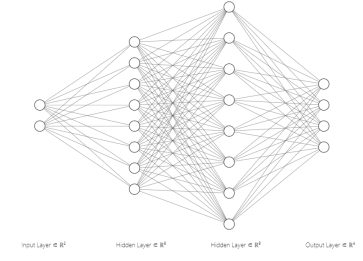 Input Layer ∈ ℝ²
Hidden Layer ∈ ℝ⁸
Hidden Layer ∈ ℝ⁸
Output Layer ∈ ℝ⁴